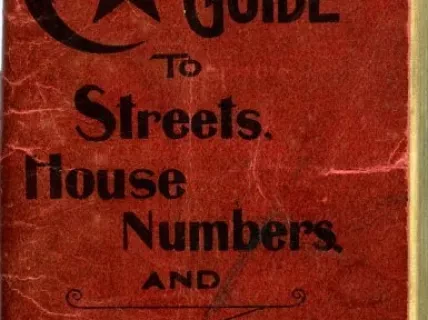 GUIDE
TO
Streets.
House
Numbers.
AND